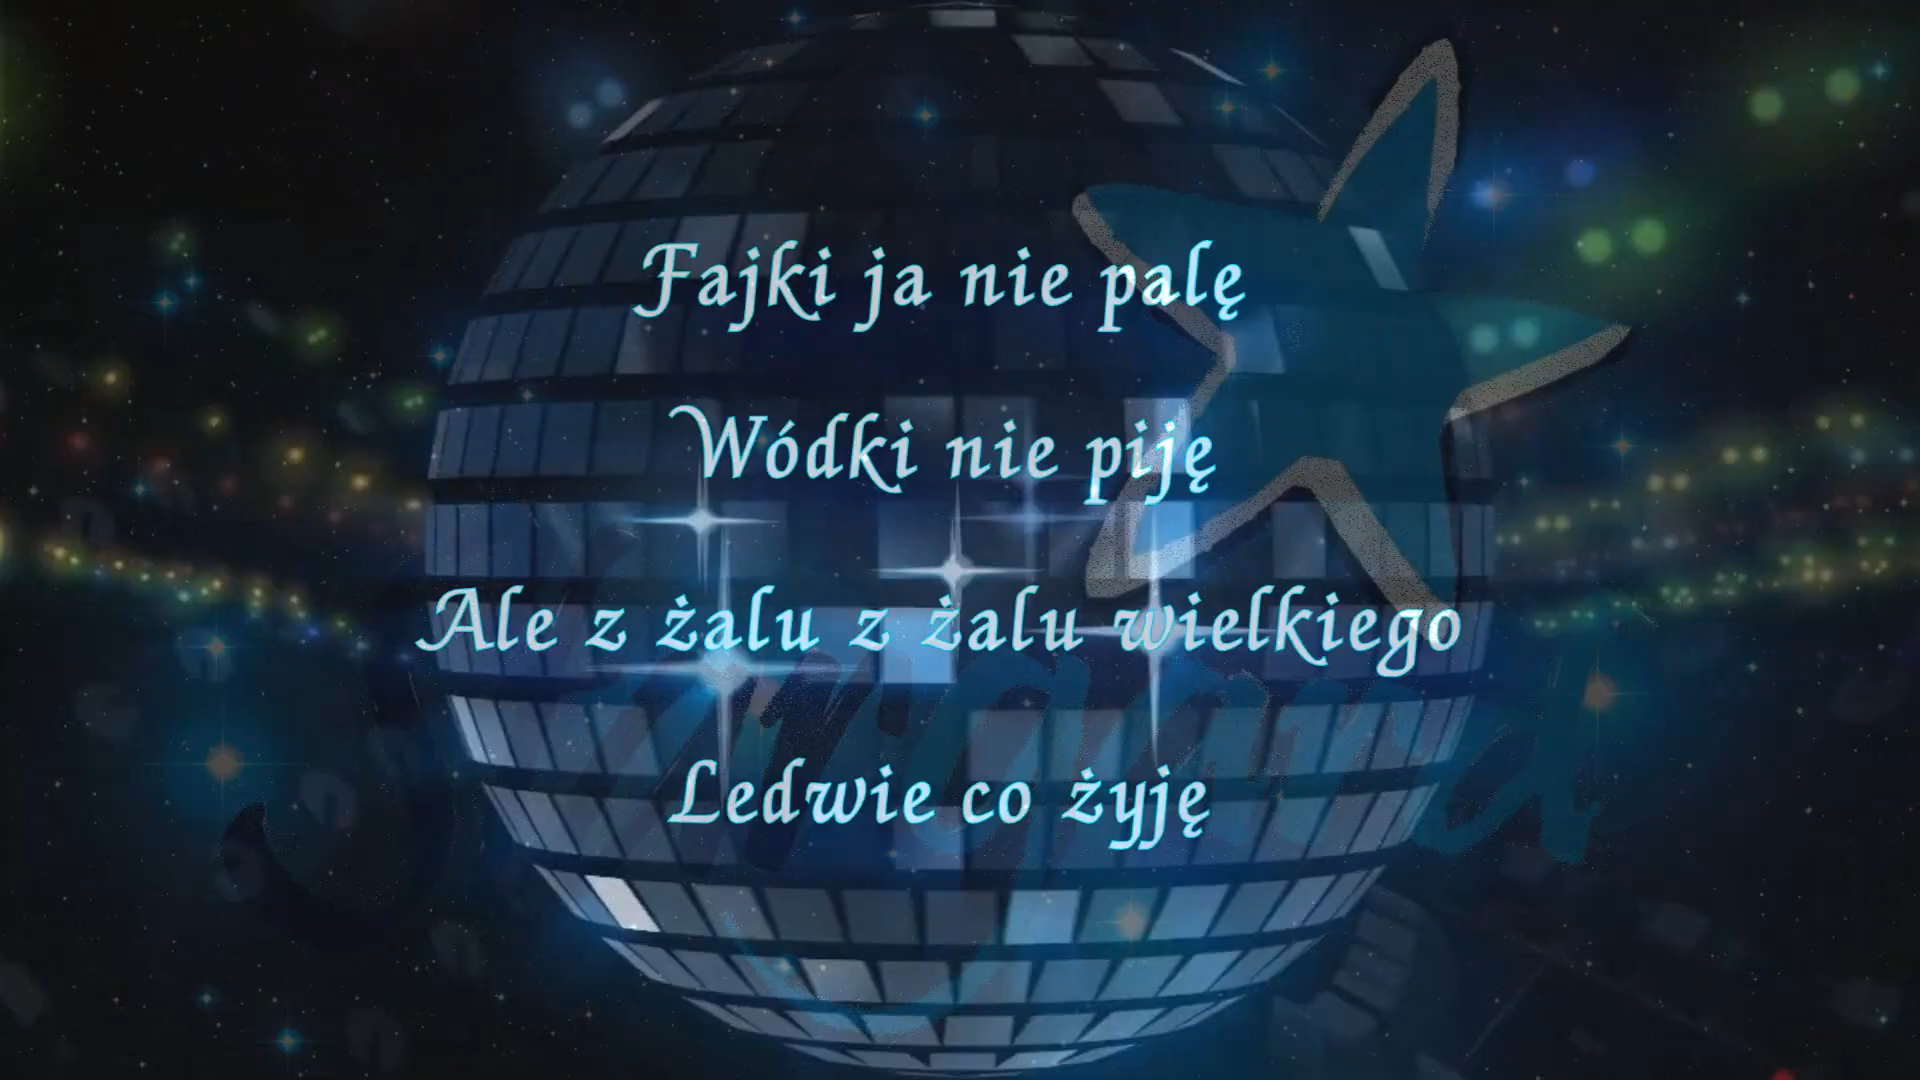 Fajki ja nie palę
Wódki nie piję
Ale z żalu z żalu wielkiego
Ledwie co żyję